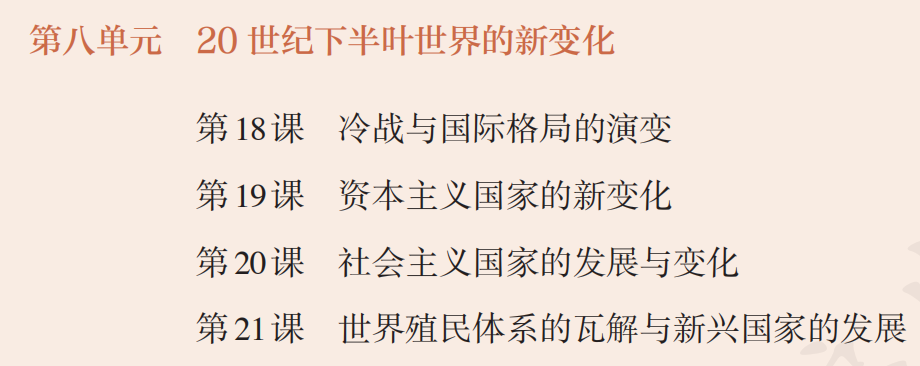 第八单元 20 世纪下半叶世界的新变化
第18课 冷战与国际格局的演变
第19课 资本主义国家的新变化
第20课 社会主义国家的发展与变化
第21课 世界殖民体系的瓦解与新兴国家的发展